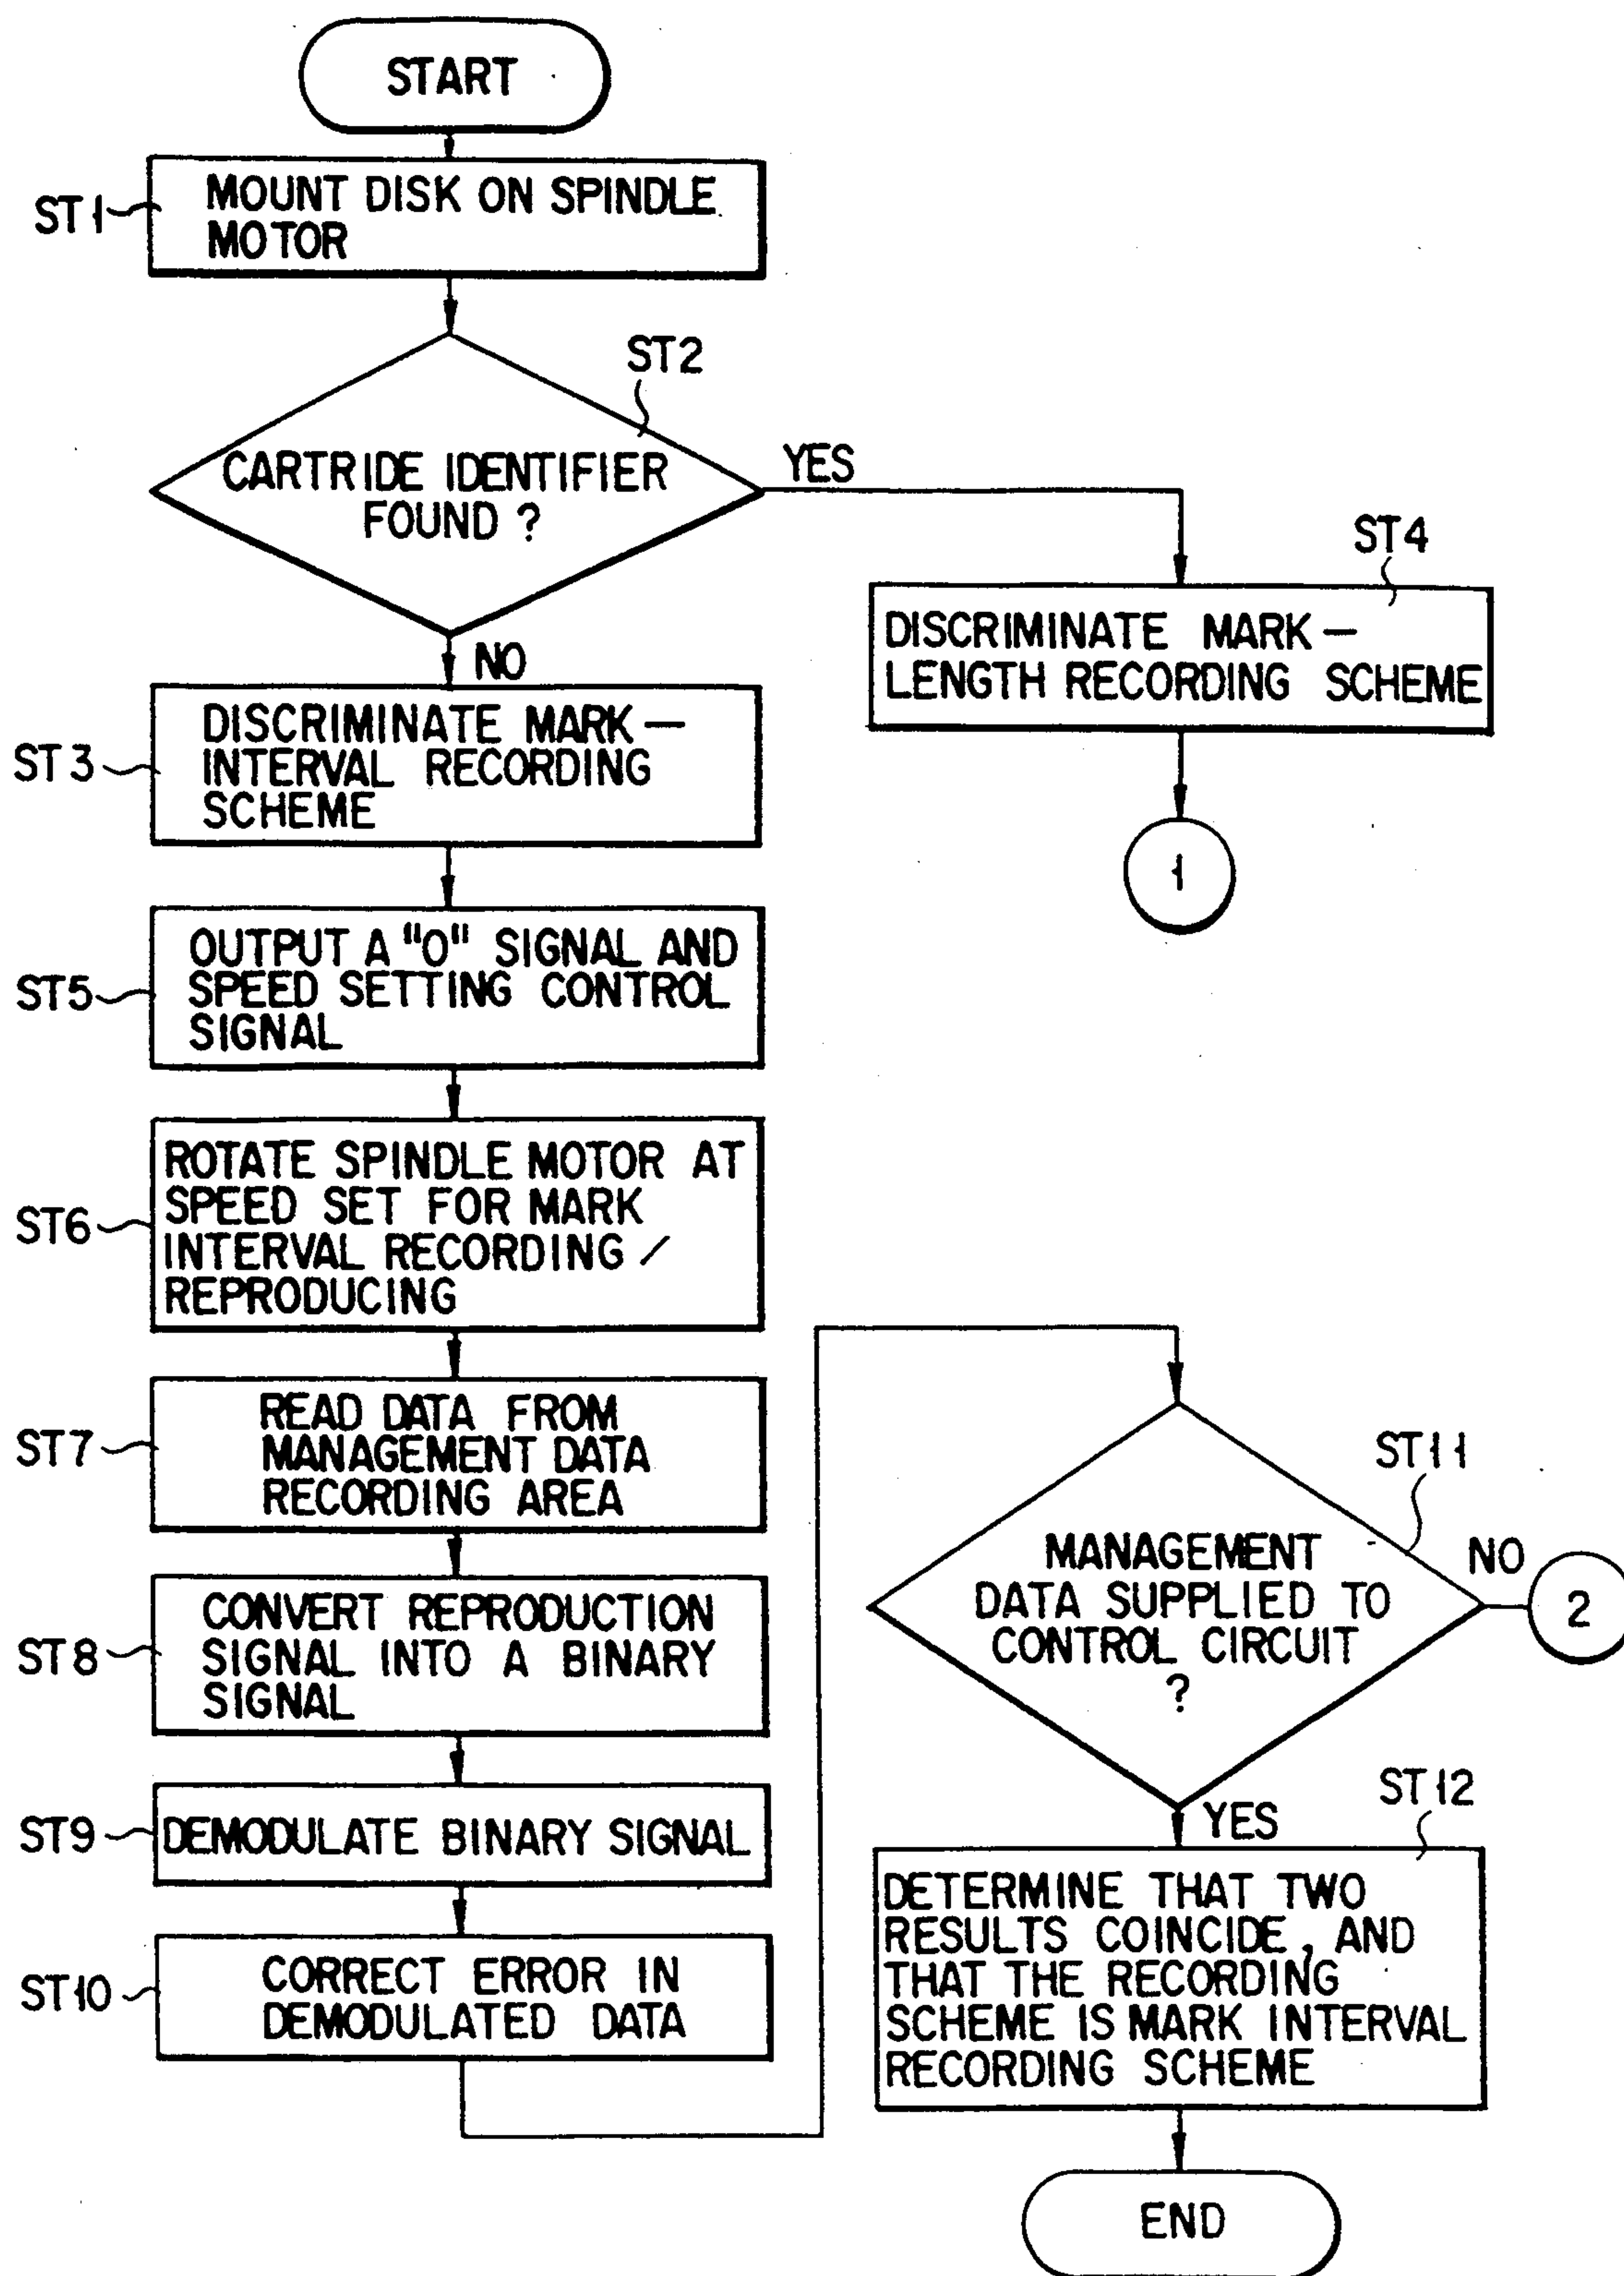 START
ST1
MOUNT DISK ON SPINDLE
MOTOR
ST2
CARTRIDE IDENTIFIER
FOUND ?
YES
NO
ST4
DISCRIMINATE MARK—
LENGTH RECORDING SCHEME
1
ST3
DISCRIMINATE MARK—
INTERVAL RECORDING
SCHEME
ST5
OUTPUT A "0" SIGNAL AND
SPEED SETTING CONTROL
SIGNAL
ST6
ROTATE SPINDLE MOTOR AT
SPEED SET FOR MARK
INTERVAL RECORDING /
REPRODUCING
ST7
READ DATA FROM
MANAGEMENT DATA
RECORDING AREA
ST8
CONVERT REPRODUCTION
SIGNAL INTO A BINARY
SIGNAL
ST9
DEMODULATE BINARY SIGNAL
ST10
CORRECT ERROR IN
DEMODULATED DATA
ST11
MANAGEMENT
DATA SUPPLIED TO
CONTROL CIRCUIT
?
NO
2
YES
ST12
DETERMINE THAT TWO
RESULTS COINCIDE, AND
THAT THE RECORDING
SCHEME IS MARK INTERVAL
RECORDING SCHEME
END